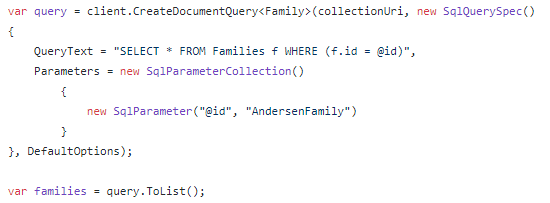 var query = client.CreateDocumentQuery<Family>(collectionUri, new SqlQuerySpec()
{
    QueryText = "SELECT * FROM Families f WHERE (f.id = @id)",
    Parameters = new SqlParameterCollection()
        {
            new SqlParameter("@id", "AndersenFamily")
        }
}, DefaultOptions);

var families = query.ToList();